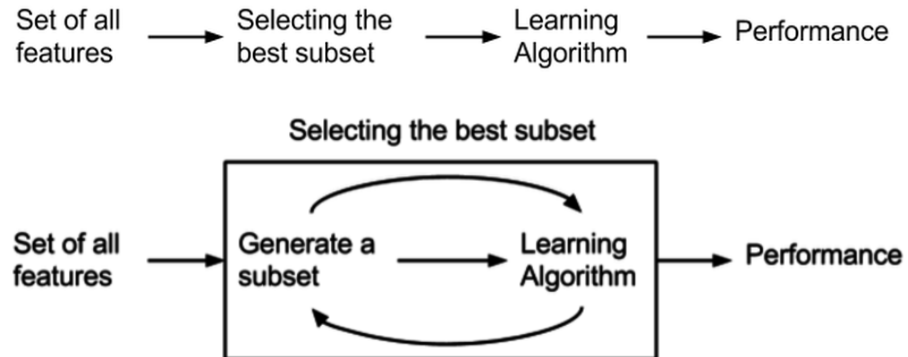 Set of all
features
Selecting the
best subset
Learning
Algorithm
Performance
Selecting the best subset
Set of all
features
Generate a
subset
Learning
Algorithm
Performance